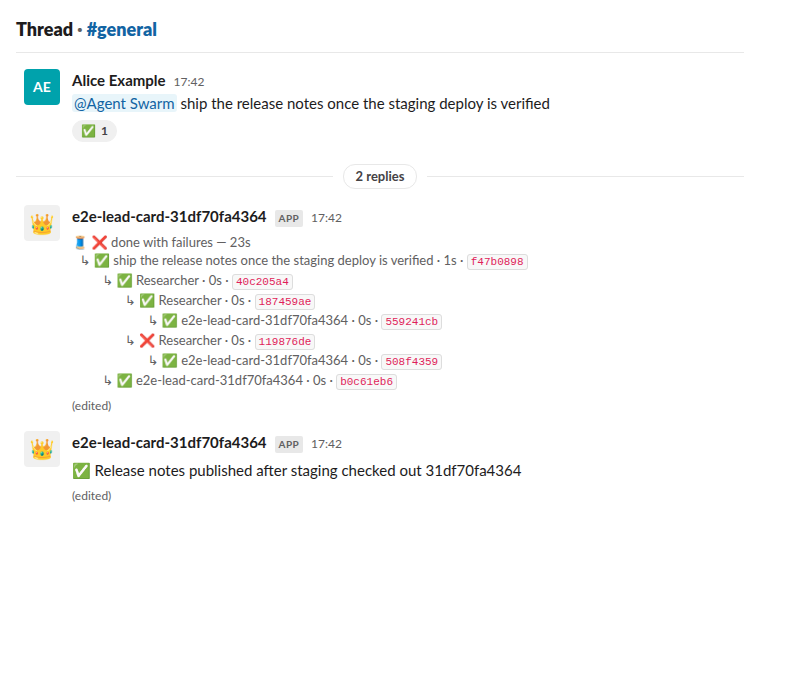 Thread • #general
AE
Alice Example 17:42
@Agent Swarm ship the release notes once the staging deploy is verified
✅ 1
2 replies
e2e-lead-card-31df70fa4364 APP 17:42
🧵 ❌ done with failures — 23s
↳ ✅ ship the release notes once the staging deploy is verified · 1s · f47b0898
↳ ✅ Researcher · 0s · 40c205a4
↳ ✅ Researcher · 0s · 187459ae
↳ ✅ e2e-lead-card-31df70fa4364 · 0s · 559241cb
↳ ❌ Researcher · 0s · 119876de
↳ ✅ e2e-lead-card-31df70fa4364 · 0s · 508f4359
↳ ✅ e2e-lead-card-31df70fa4364 · 0s · b0c61eb6
(edited)
e2e-lead-card-31df70fa4364 APP 17:42
✅ Release notes published after staging checked out 31df70fa4364
(edited)